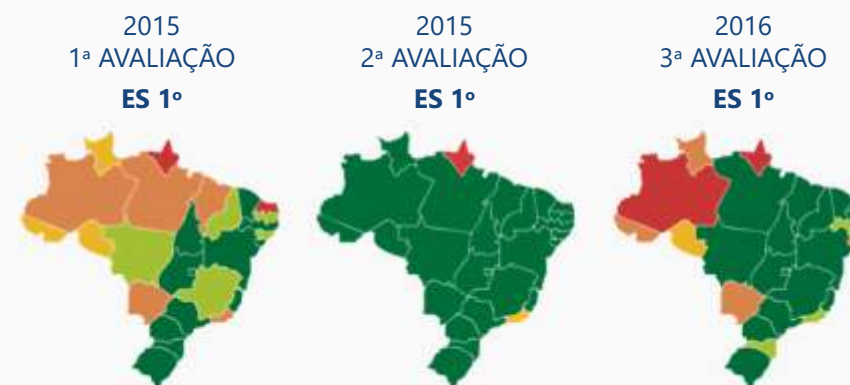 2015
1ª AVALIAÇÃO
ES 1º
2015
2ª AVALIAÇÃO
ES 1º
2016
3ª AVALIAÇÃO
ES 1º